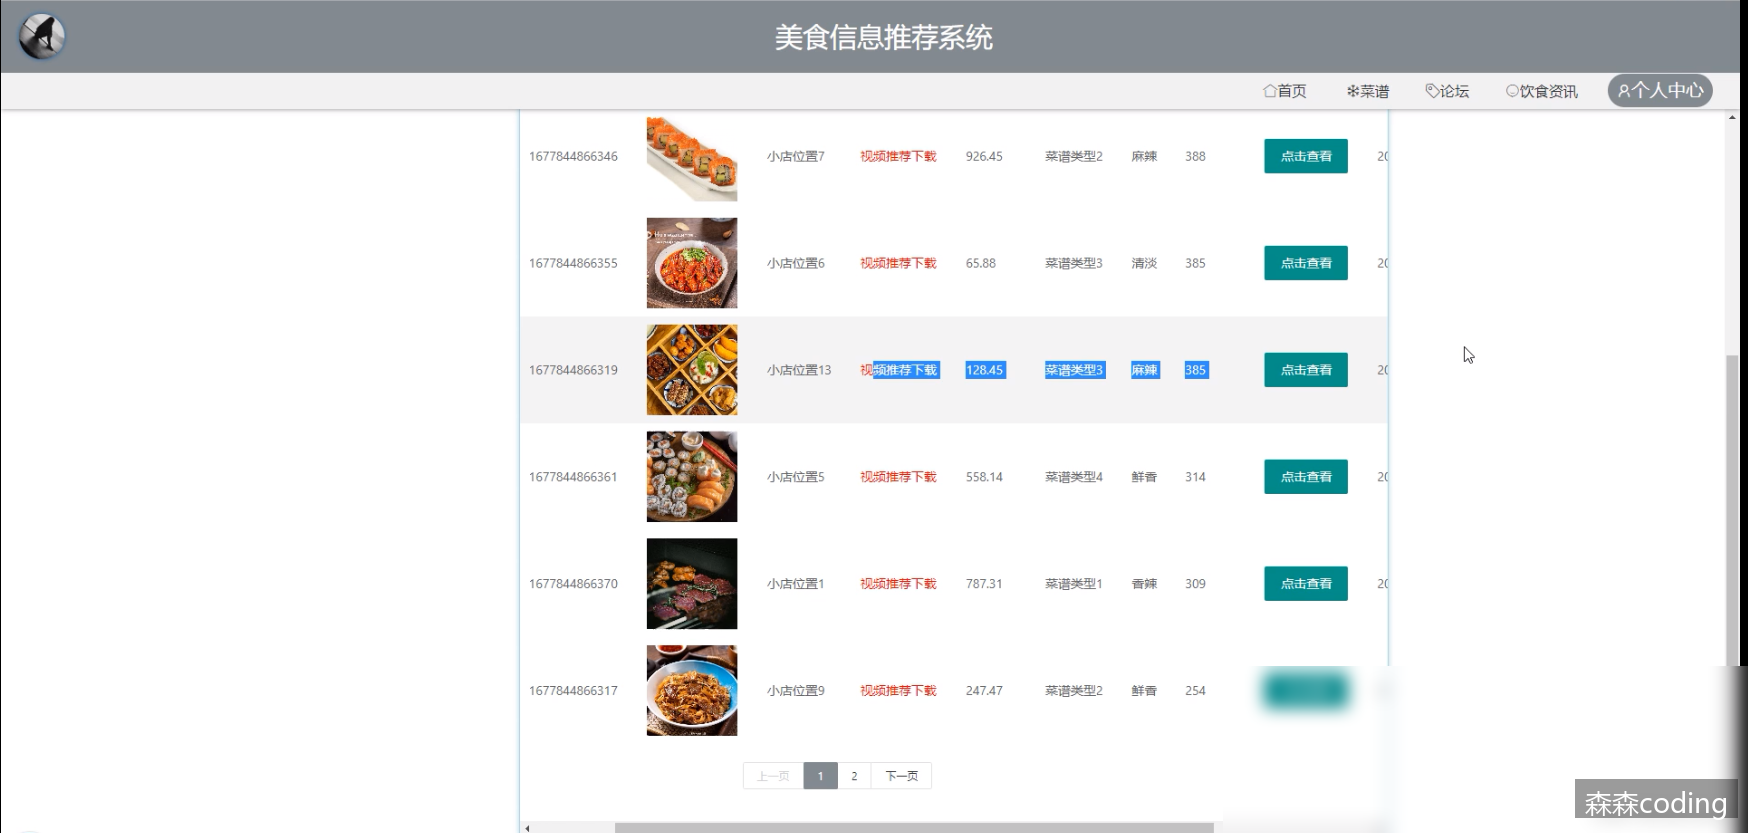 美食信息推荐系统
首页 菜谱 论坛 饮食资讯 个人中心
1677844866346 小店位置7 视频推荐下载 926.45 菜谱类型2 麻辣 388 点击查看 20
1677844866355 小店位置6 视频推荐下载 65.88 菜谱类型3 清淡 385 点击查看 20
1677844866319 小店位置13 视频推荐下载 128.45 菜谱类型3 麻辣 385 点击查看 20
1677844866361 小店位置5 视频推荐下载 558.14 菜谱类型4 鲜香 314 点击查看 20
1677844866370 小店位置1 视频推荐下载 787.31 菜谱类型1 香辣 309 点击查看 20
1677844866317 小店位置9 视频推荐下载 247.47 菜谱类型2 鲜香 254
上一页 1 2 下一页
森森coding